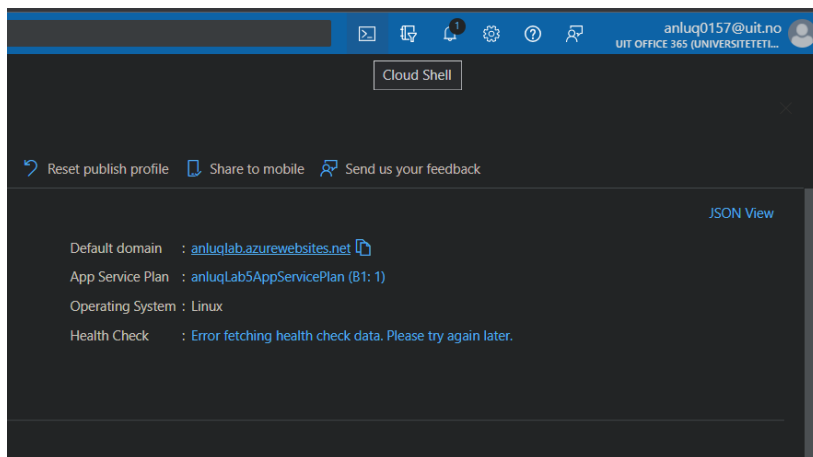 1
anluq0157@uit.no
UIT OFFICE 365 (UNIVERSITETETI...
Cloud Shell
Reset publish profile Share to mobile Send us your feedback
JSON View
Default domain : anluqlab.azurewebsites.net
App Service Plan : anluqLab5AppServicePlan (B1: 1)
Operating System : Linux
Health Check : Error fetching health check data. Please try again later.